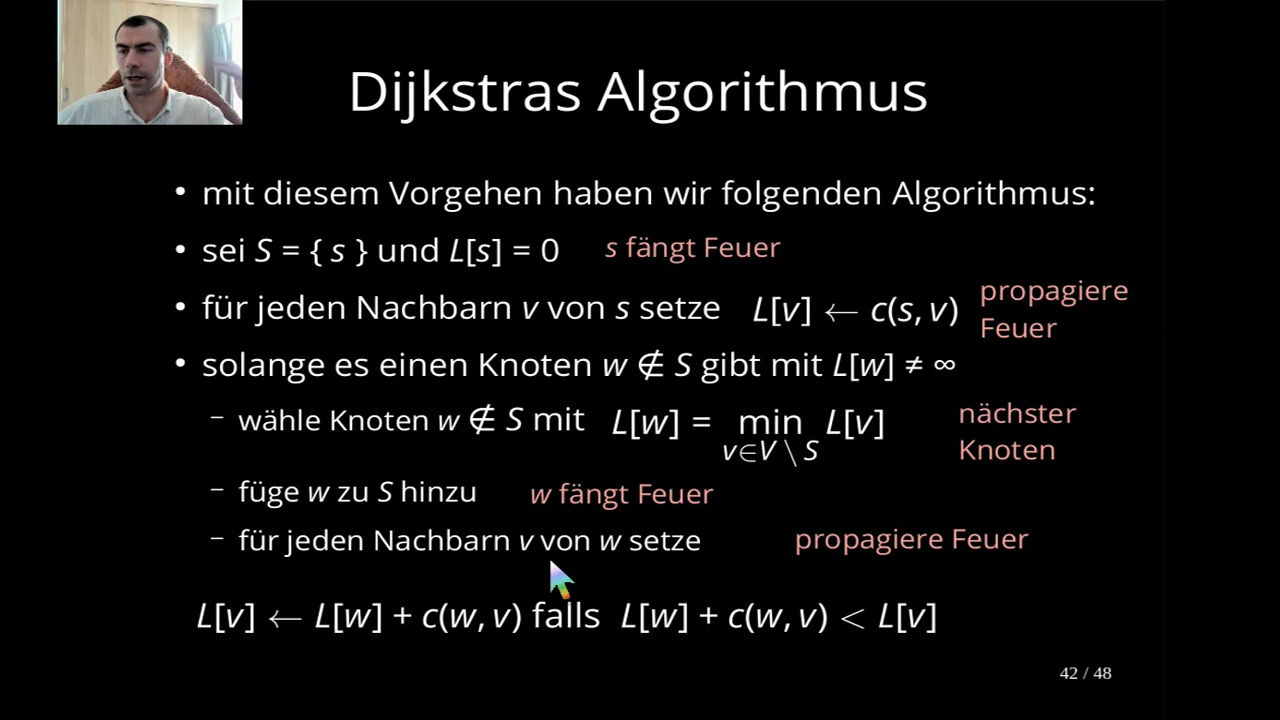 Dijkstras Algorithmus
• mit diesem Vorgehen haben wir folgenden Algorithmus:
• sei S = { s } und L[s] = 0 s fängt Feuer
• für jeden Nachbarn v von s setze L[v] ← c(s, v) propagiere
Feuer
• solange es einen Knoten w ∉ S gibt mit L[w] ≠ ∞
– wähle Knoten w ∉ S mit L[w] = min L[v] nächster
v∈V \ S Knoten
– füge w zu S hinzu w fängt Feuer
– für jeden Nachbarn v von w setze propagiere Feuer
L[v] ← L[w] + c(w, v) falls L[w] + c(w, v) < L[v]
42 / 48